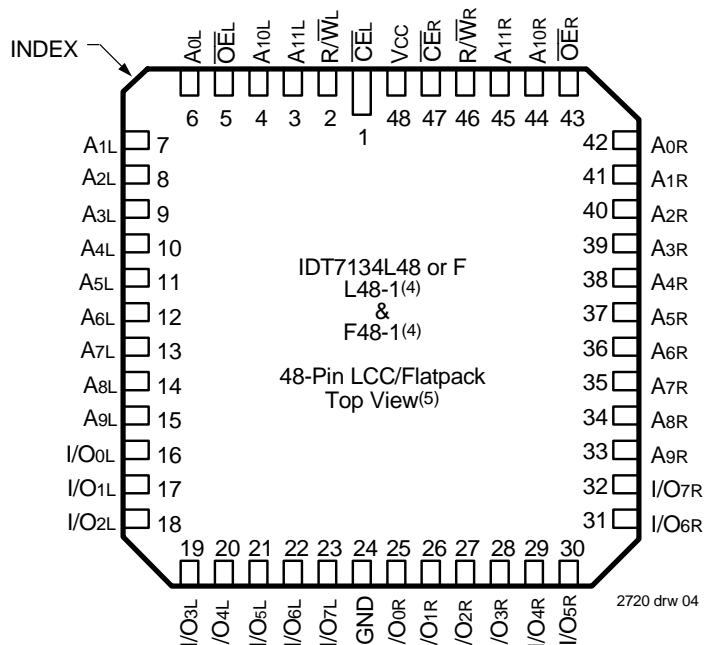 INDEX
A0L
OEL
A10L
A11L
R/WL
CEL
VCC
CER
R/WR
A11R
A10R
OER
6 5 4 3 2 1 48 47 46 45 44 43
A1L 7
A2L 8
A3L 9
A4L 10
A5L 11
A6L 12
A7L 13
A8L 14
A9L 15
I/O0L 16
I/O1L 17
I/O2L 18
IDT7134L48 or F
L48-1(4)
&
F48-1(4)
48-Pin LCC/Flatpack
Top View(5)
42 A0R
41 A1R
40 A2R
39 A3R
38 A4R
37 A5R
36 A6R
35 A7R
34 A8R
33 A9R
32 I/O7R
31 I/O6R
19 20 21 22 23 24 25 26 27 28 29 30
I/O3L
/O4L
I/O5L
I/O6L
I/O7L
GND
/O0R
/O1R
/O2R
/O3R
I/O4R
I/O5R
2720 drw 04